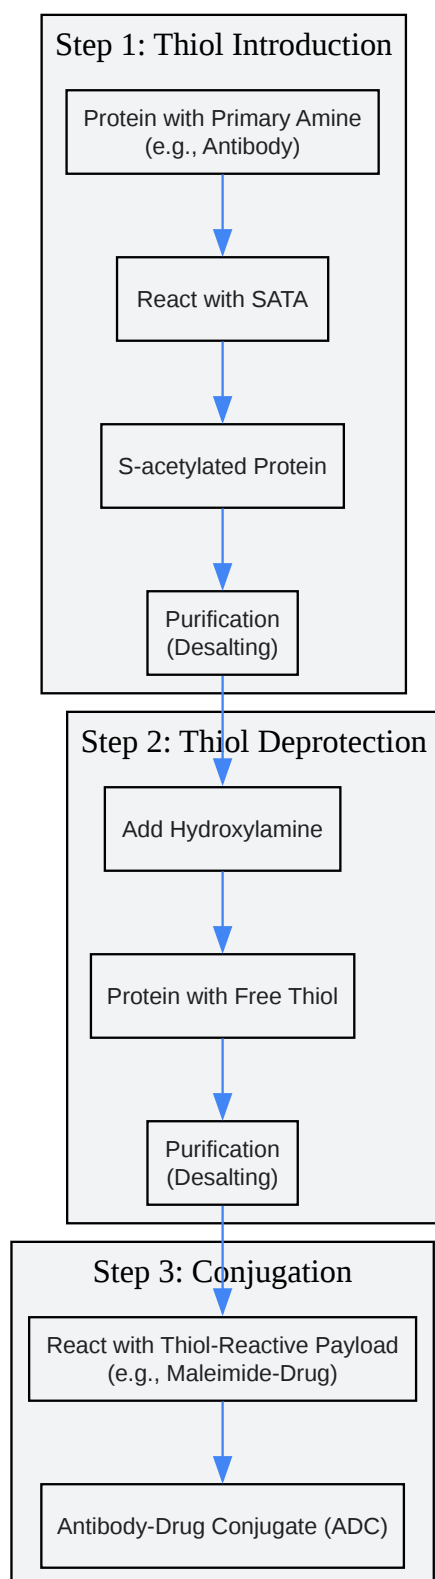 Step 1: Thiol Introduction
Protein with Primary Amine
(e.g., Antibody)
React with SATA
S-acetylated Protein
Purification
(Desalting)
Step 2: Thiol Deprotection
Add Hydroxylamine
Protein with Free Thiol
Purification
(Desalting)
Step 3: Conjugation
React with Thiol-Reactive Payload
(e.g., Maleimide-Drug)
Antibody-Drug Conjugate (ADC)